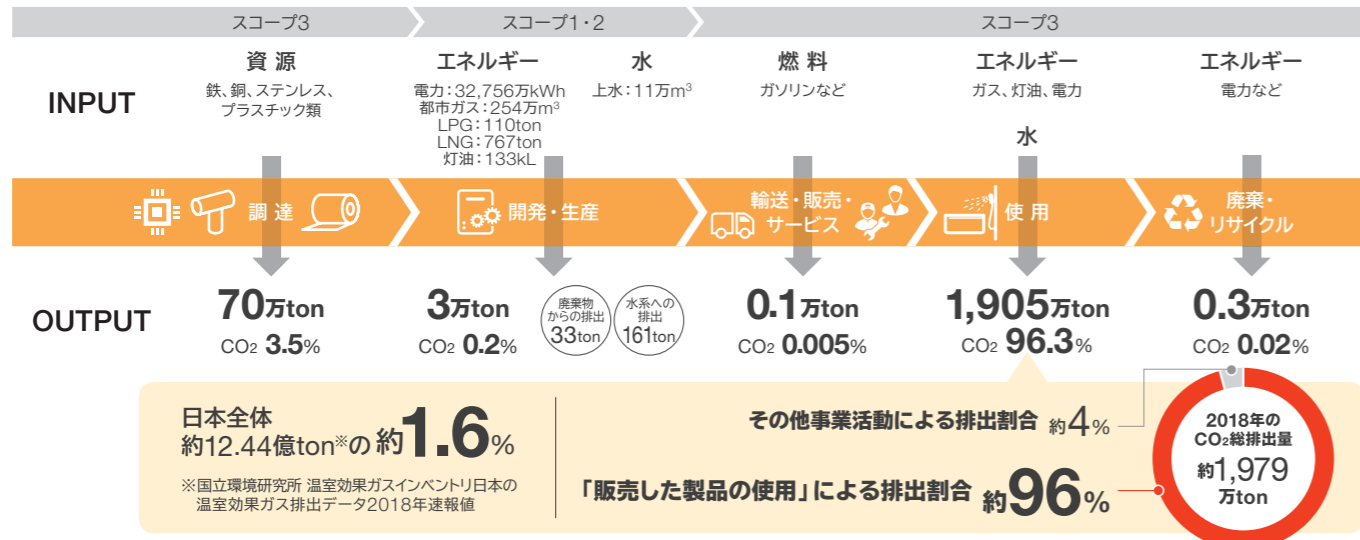 スコープ3
スコープ1・2
スコープ3
INPUT
資源
鉄、銅、ステンレス、
プラスチック類
エネルギー
電力:32,756万kWh
都市ガス:254万m³
LPG:110ton
LNG:767ton
灯油:133kL
水
上水:11万m³
燃料
ガソリンなど
エネルギー
ガス、灯油、電力
水
エネルギー
電力など
調達
開発・生産
輸送・販売・
サービス
使用
廃棄・
リサイクル
OUTPUT
70万ton
CO₂ 3.5%
3万ton
CO₂ 0.2%
廃棄物
からの排出
33ton
水系への
排出
161ton
0.1万ton
CO₂ 0.005%
1,905万ton
CO₂ 96.3%
0.3万ton
CO₂ 0.02%
日本全体
約12.44億ton※の 約1.6%
※国立環境研究所 温室効果ガスインベントリ日本の
温室効果ガス排出データ2018年速報値
その他事業活動による排出割合 約4%
「販売した製品の使用」による排出割合 約96%
2018年の
CO₂総排出量
約1,979
万ton